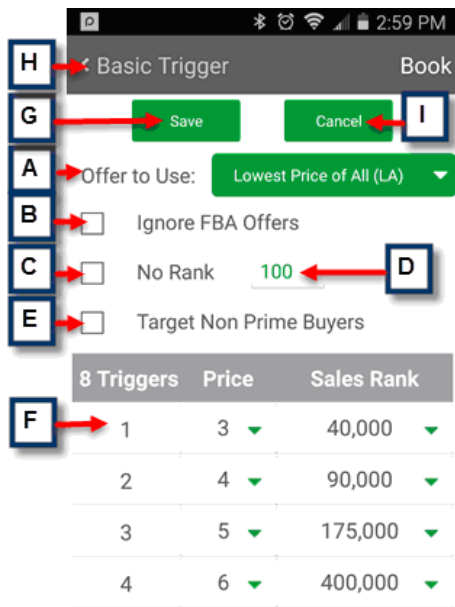 2:59 PM
H
Basic Trigger Book
G
Save Cancel
I
A
Offer to Use: Lowest Price of All (LA)
B
Ignore FBA Offers
C
No Rank 100
D
E
Target Non Prime Buyers
8 Triggers Price Sales Rank
F
1 3 40,000
2 4 90,000
3 5 175,000
4 6 400,000